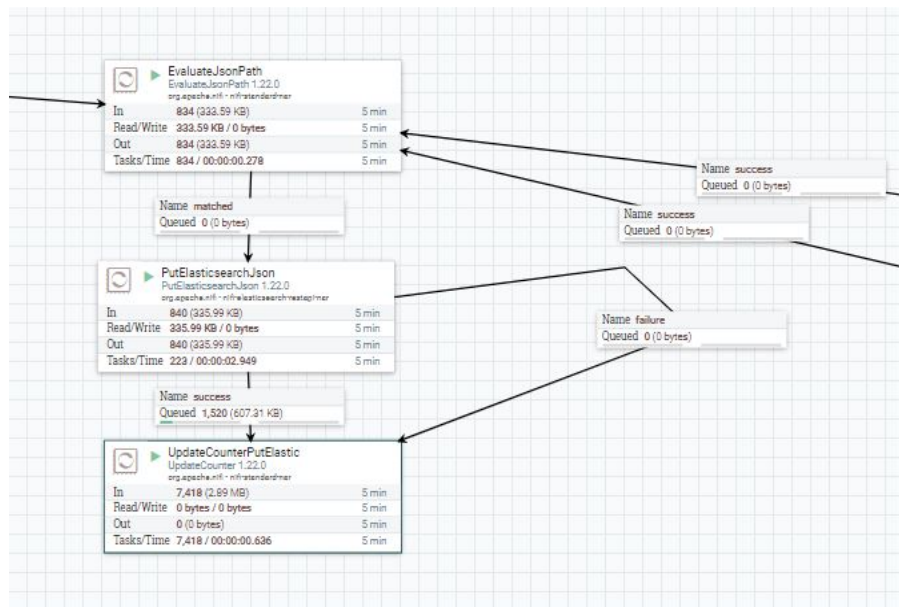 EvaluateJsonPath
EvaluateJsonPath 1.22.0
org.apache.nifi - nifi-standard-nar
In 834 (333.59 KB) 5 min
Read/Write 333.59 KB / 0 bytes 5 min
Out 834 (333.59 KB) 5 min
Tasks/Time 834 / 00:00:00.278 5 min
Name success
Queued 0 (0 bytes)
Name matched
Queued 0 (0 bytes)
Name success
Queued 0 (0 bytes)
PutElasticsearchJson
PutElasticsearchJson 1.22.0
org.apache.nifi - nifi-elasticsearch-restapi-nar
In 840 (335.99 KB) 5 min
Read/Write 335.99 KB / 0 bytes 5 min
Out 840 (335.99 KB) 5 min
Tasks/Time 223 / 00:00:02.949 5 min
Name failure
Queued 0 (0 bytes)
Name success
Queued 1,520 (607.31 KB)
UpdateCounterPutElastic
UpdateCounter 1.22.0
org.apache.nifi - nifi-standard-nar
In 7,418 (2.89 MB) 5 min
Read/Write 0 bytes / 0 bytes 5 min
Out 0 (0 bytes) 5 min
Tasks/Time 7,418 / 00:00:00.636 5 min